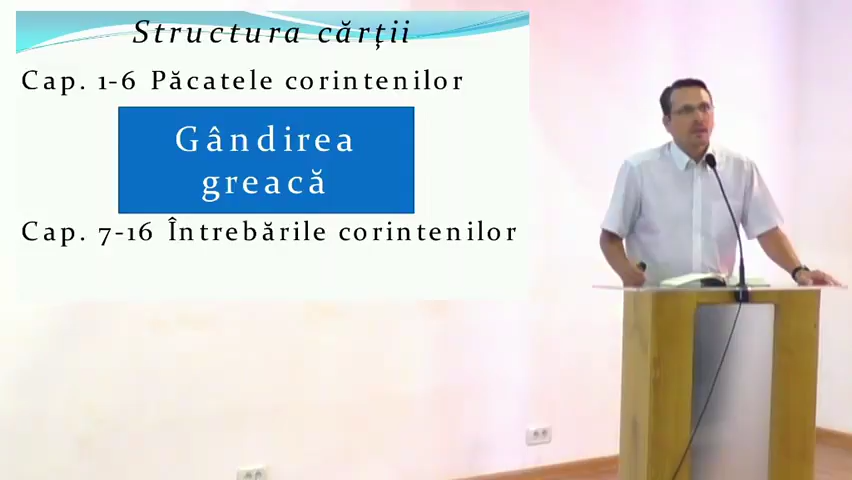 Structura cărții
Cap. 1-6 Păcatele corintenilor
Gândirea
greacă
Cap. 7-16 Întrebările corintenilor